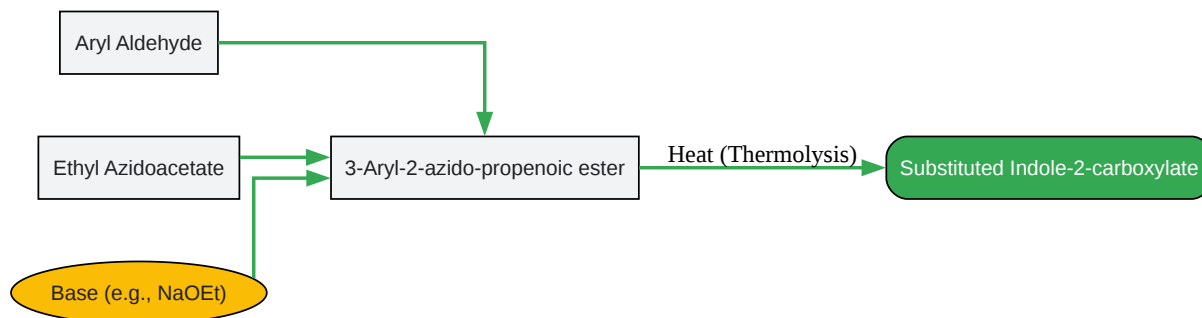 Aryl Aldehyde
Ethyl Azidoacetate
3-Aryl-2-azido-propenoic ester
Heat (Thermolysis)
Substituted Indole-2-carboxylate
Base (e.g., NaOEt)